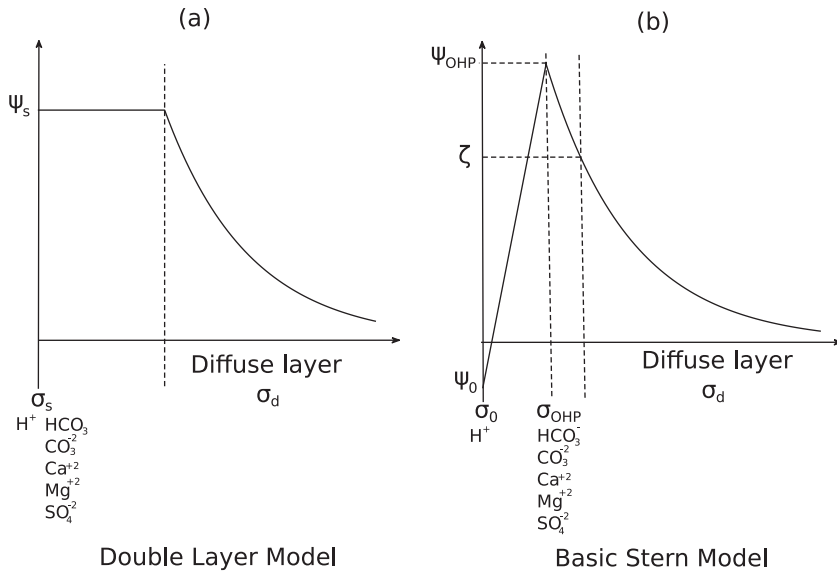 (a)
ψs
Diffuse layer
σs
σd
H+ HCO3-
CO3-2
Ca+2
Mg+2
SO4-2
Double Layer Model
(b)
ψOHP
ζ
Diffuse layer
ψ0
σ0
σOHP
σd
H+
HCO3-
CO3-2
Ca+2
Mg+2
SO4-2
Basic Stern Model